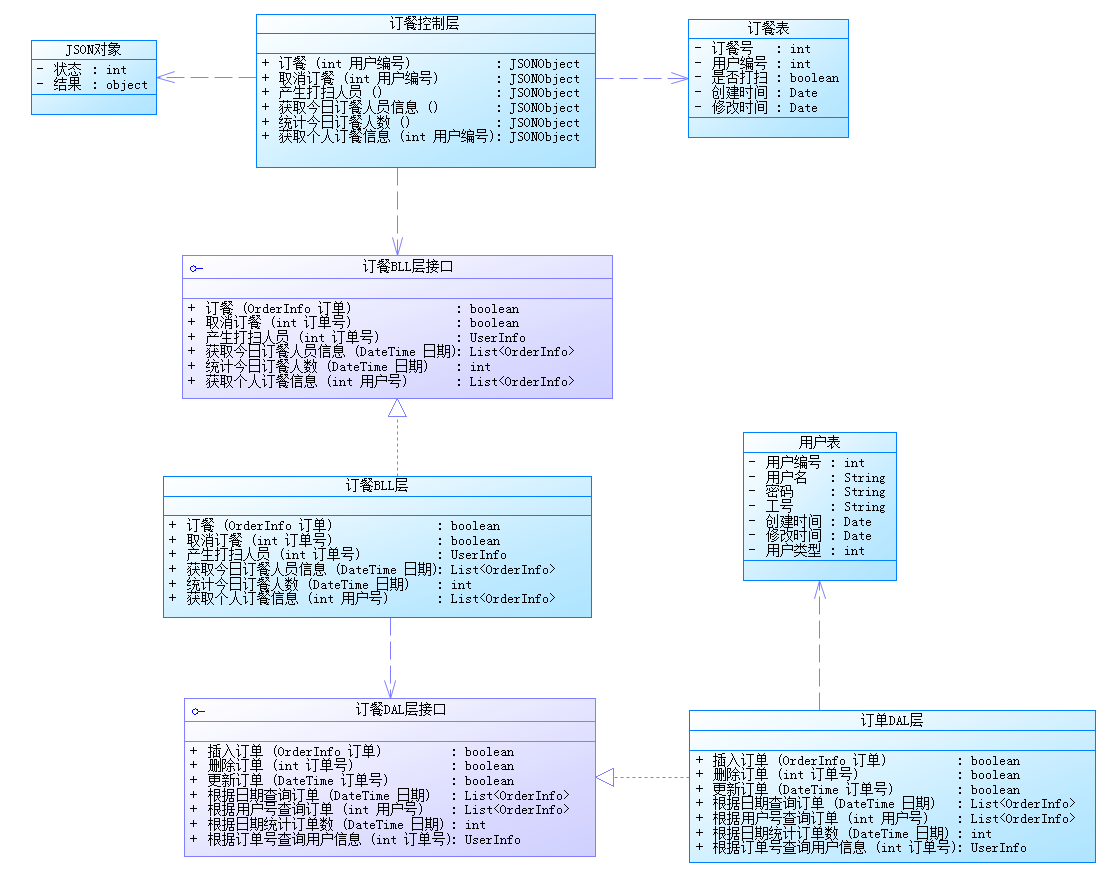 JSON对象
- 状态 : int
- 结果 : object
订餐控制层
+ 订餐 (int 用户编号) : JSONObject
+ 取消订餐 (int 用户编号) : JSONObject
+ 产生打扫人员 () : JSONObject
+ 获取今日订餐人员信息 () : JSONObject
+ 统计今日订餐人数 () : JSONObject
+ 获取个人订餐信息 (int 用户编号): JSONObject
订餐表
- 订餐号 : int
- 用户编号 : int
- 是否打扫 : boolean
- 创建时间 : Date
- 修改时间 : Date
订餐BLL层接口
+ 订餐 (OrderInfo 订单) : boolean
+ 取消订餐 (int 订单号) : boolean
+ 产生打扫人员 (int 订单号) : UserInfo
+ 获取今日订餐人员信息 (DateTime 日期): List<OrderInfo>
+ 统计今日订餐人数 (DateTime 日期) : int
+ 获取个人订餐信息 (int 用户号) : List<OrderInfo>
订餐BLL层
+ 订餐 (OrderInfo 订单) : boolean
+ 取消订餐 (int 订单号) : boolean
+ 产生打扫人员 (int 订单号) : UserInfo
+ 获取今日订餐人员信息 (DateTime 日期): List<OrderInfo>
+ 统计今日订餐人数 (DateTime 日期) : int
+ 获取个人订餐信息 (int 用户号) : List<OrderInfo>
用户表
- 用户编号 : int
- 用户名 : String
- 密码 : String
- 工号 : String
- 创建时间 : Date
- 修改时间 : Date
- 用户类型 : int
订餐DAL层接口
+ 插入订单 (OrderInfo 订单) : boolean
+ 删除订单 (int 订单号) : boolean
+ 更新订单 (DateTime 订单号) : boolean
+ 根据日期查询订单 (DateTime 日期) : List<OrderInfo>
+ 根据用户号查询订单 (int 用户号) : List<OrderInfo>
+ 根据日期统计订单数 (DateTime 日期) : int
+ 根据订单号查询用户信息 (int 订单号): UserInfo
订单DAL层
+ 插入订单 (OrderInfo 订单) : boolean
+ 删除订单 (int 订单号) : boolean
+ 更新订单 (DateTime 订单号) : boolean
+ 根据日期查询订单 (DateTime 日期) : List<OrderInfo>
+ 根据用户号查询订单 (int 用户号) : List<OrderInfo>
+ 根据日期统计订单数 (DateTime 日期) : int
+ 根据订单号查询用户信息 (int 订单号): UserInfo